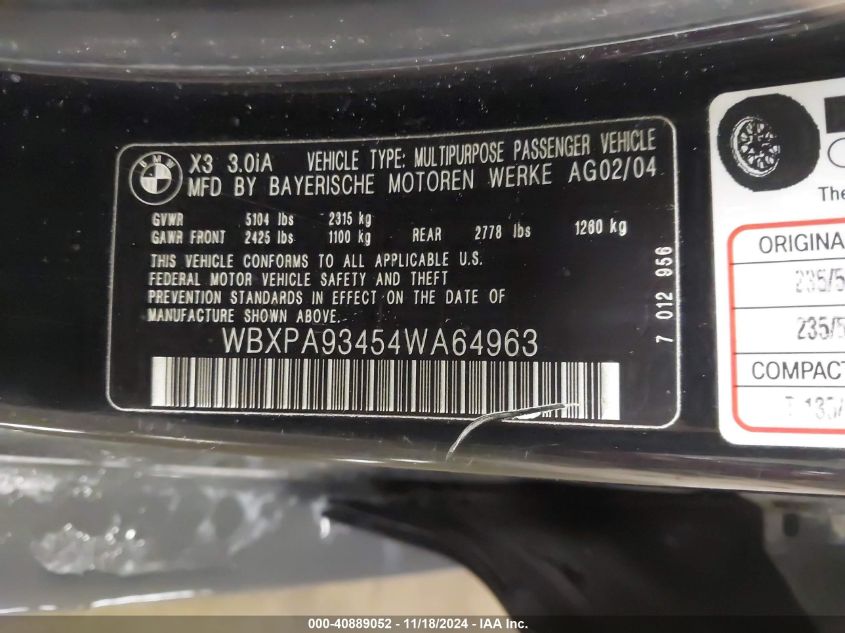 BMW
X3 3.0iA VEHICLE TYPE: MULTIPURPOSE PASSENGER VEHICLE
MFD BY BAYERISCHE MOTOREN WERKE AG02/04
GVWR 5104 lbs 2315 kg
GAWR FRONT 2425 lbs 1100 kg REAR 2778 lbs 1260 kg
THIS VEHICLE CONFORMS TO ALL APPLICABLE U.S.
FEDERAL MOTOR VEHICLE SAFETY AND THEFT
PREVENTION STANDARDS IN EFFECT ON THE DATE OF
MANUFACTURE SHOWN ABOVE.
WBXPA93454WA64963
7 012 956
The
ORIGINA
235/5
235/5
COMPACT
T 135/
000-40889052 - 11/18/2024 - IAAI Inc.